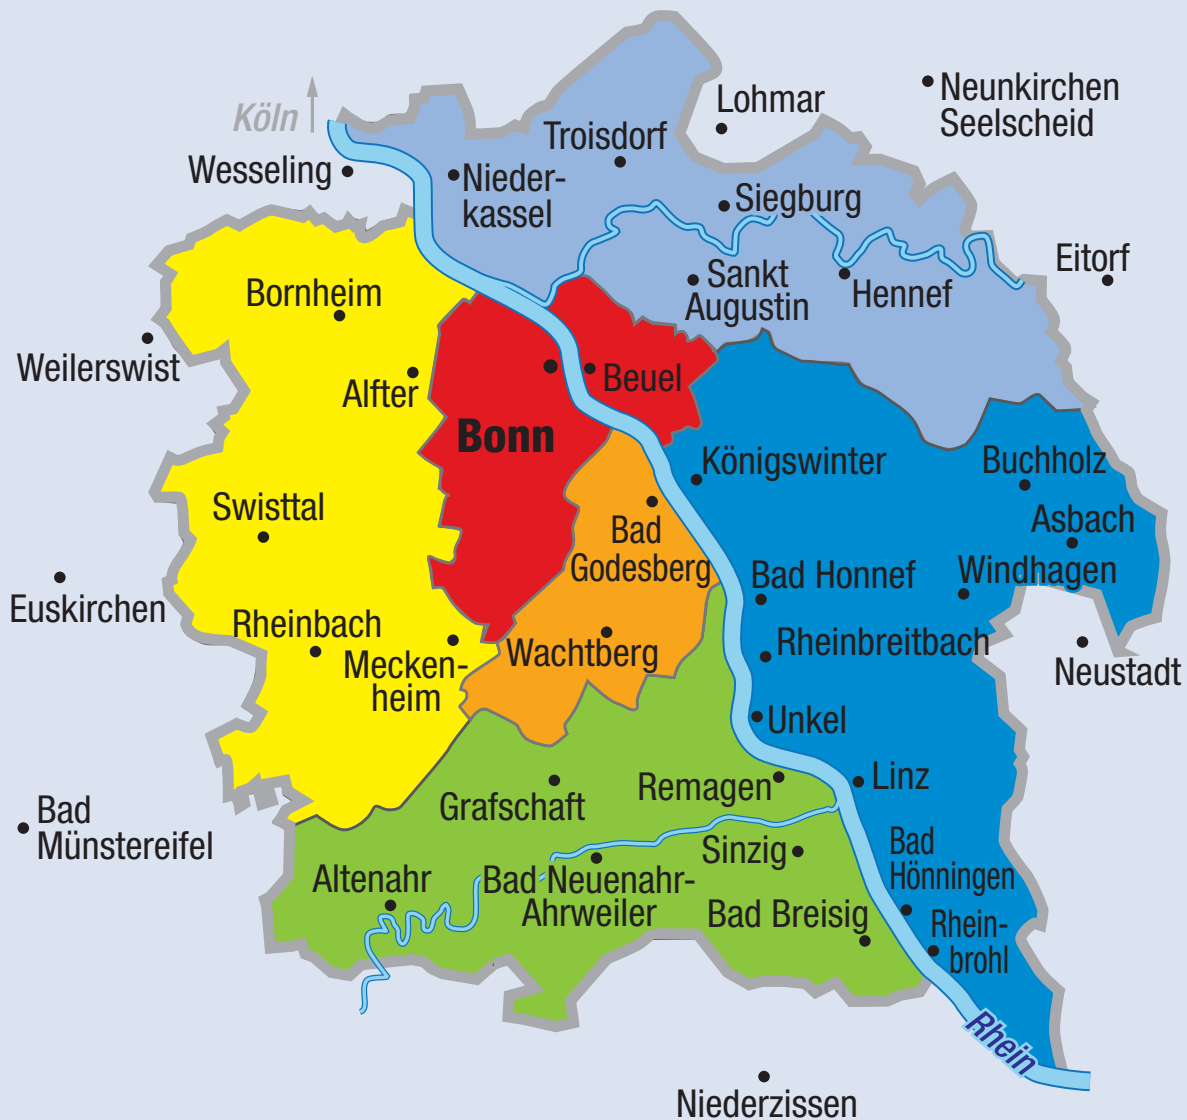 Köln
Lohmar
Neunkirchen
Seelscheid
Troisdorf
Wesseling
Nieder-
kassel
Siegburg
Eitorf
Sankt
Augustin
Hennef
Bornheim
Weilerswist
Alfter
Beuel
Bonn
Königswinter
Buchholz
Swisttal
Asbach
Bad
Godesberg
Bad Honnef
Windhagen
Euskirchen
Rheinbach
Wachtberg
Rheinbreitbach
Mecken-
heim
Neustadt
Unkel
Linz
Remagen
Grafschaft
Bad
Münstereifel
Sinzig
Bad
Hönningen
Altenahr
Bad Neuenahr-
Ahrweiler
Bad Breisig
Rhein-
brohl
Rhein
Niederzissen